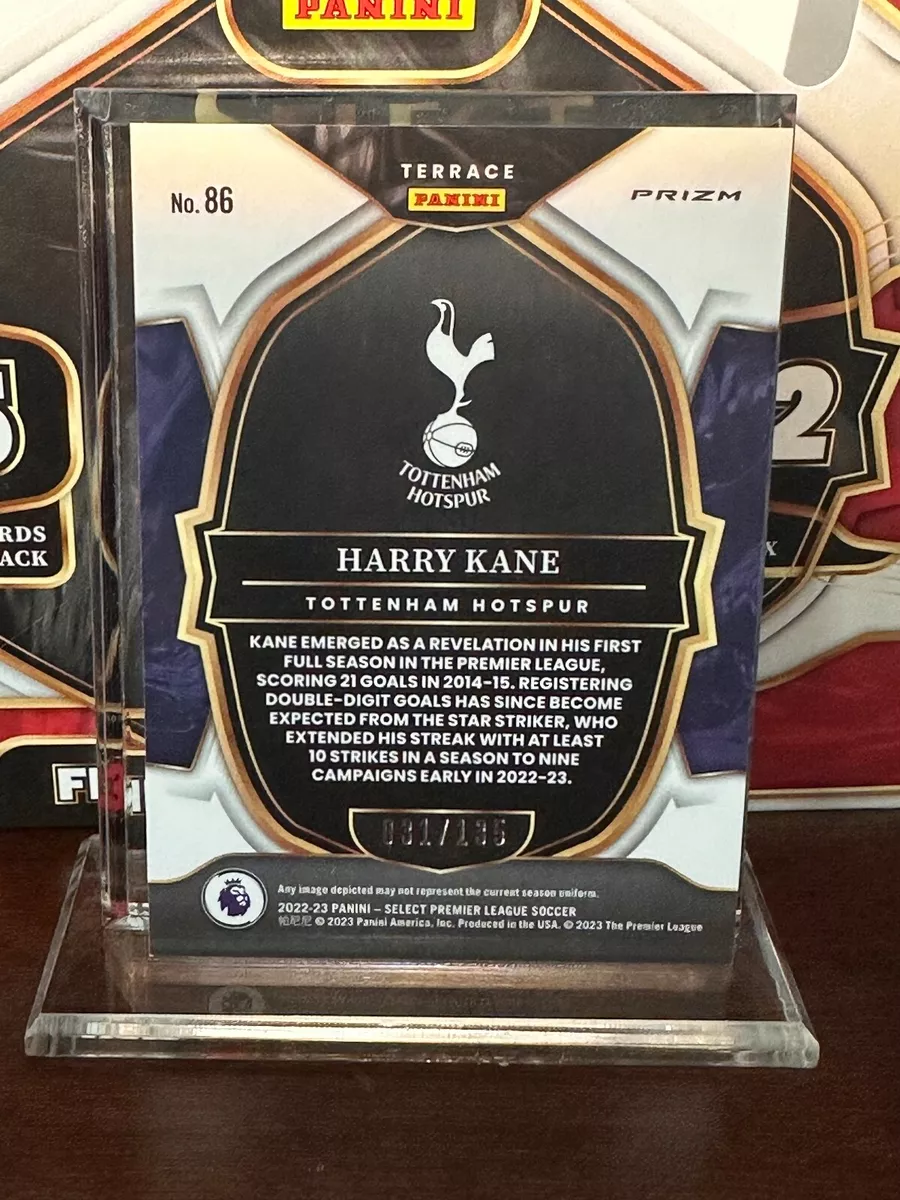 PANINI
SELECT
TERRACE
PANINI
No. 86
PRIZM
TOTTENHAM
HOTSPUR
HARRY KANE
TOTTENHAM HOTSPUR
KANE EMERGED AS A REVELATION IN HIS FIRST
FULL SEASON IN THE PREMIER LEAGUE,
SCORING 21 GOALS IN 2014-15. REGISTERING
DOUBLE-DIGIT GOALS HAS SINCE BECOME
EXPECTED FROM THE STAR STRIKER, WHO
EXTENDED HIS STREAK WITH AT LEAST
10 STRIKES IN A SEASON TO NINE
CAMPAIGNS EARLY IN 2022-23.
031/135
Any image depicted may not represent the current season uniform.
2022-23 PANINI – SELECT PREMIER LEAGUE SOCCER
帕尼尼 © 2023 Panini America, Inc. Produced in the USA. © 2023 The Premier League
5
RDS
ACK
2
X